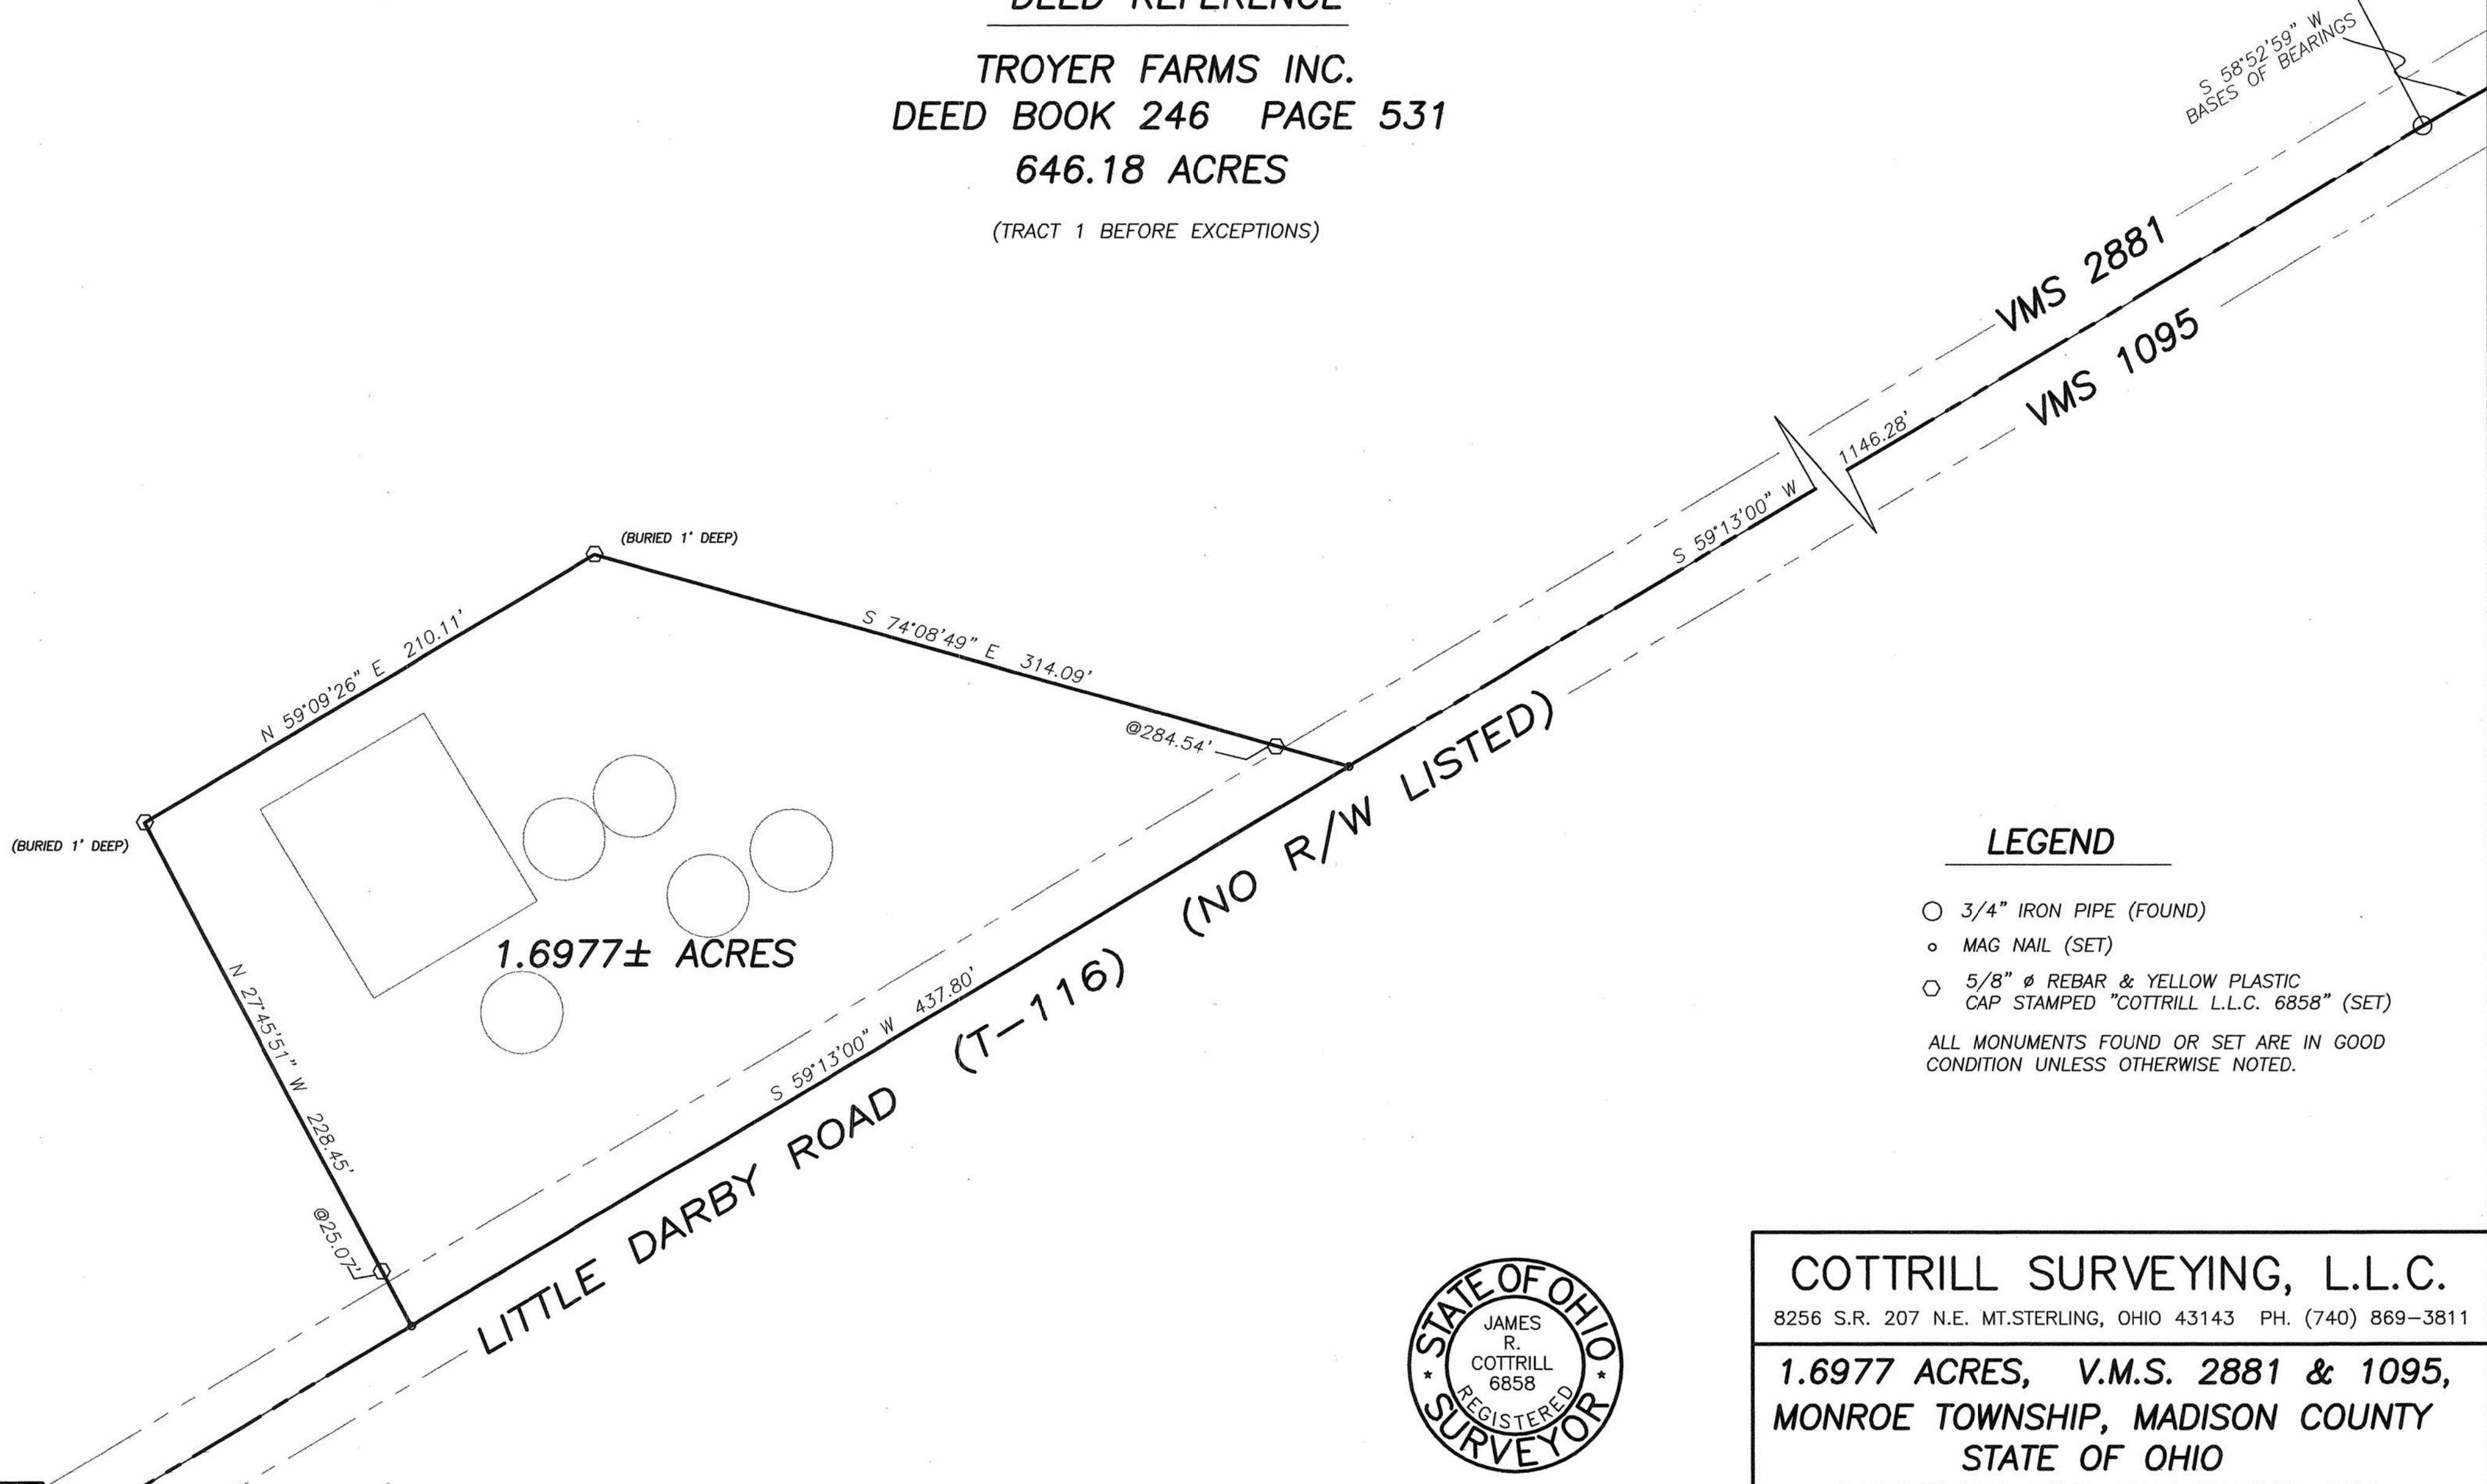 DEED REFERENCE
TROYER FARMS INC.
DEED BOOK 246 PAGE 531
646.18 ACRES
(TRACT 1 BEFORE EXCEPTIONS)
S 58°52'59" W
BASES OF BEARINGS
VMS 2881
VMS 1095
1146.28'
S 59°13'00" W
(BURIED 1' DEEP)
N 59°09'26" E 210.11'
S 74°08'49" E 314.09'
@284.54'
(BURIED 1' DEEP)
1.6977± ACRES
N 27°45'51" W 228.45'
@25.07'
S 59°13'00" W 437.80'
LITTLE DARBY ROAD (T-116) (NO R/W LISTED)
LEGEND
3/4" IRON PIPE (FOUND)
MAG NAIL (SET)
5/8" ø REBAR & YELLOW PLASTIC
CAP STAMPED "COTTRILL L.L.C. 6858" (SET)
ALL MONUMENTS FOUND OR SET ARE IN GOOD
CONDITION UNLESS OTHERWISE NOTED.
STATE OF OHIO
JAMES
R.
COTTRILL
6858
REGISTERED
SURVEYOR
COTTRILL SURVEYING, L.L.C.
8256 S.R. 207 N.E. MT.STERLING, OHIO 43143 PH. (740) 869-3811
1.6977 ACRES, V.M.S. 2881 & 1095,
MONROE TOWNSHIP, MADISON COUNTY
STATE OF OHIO